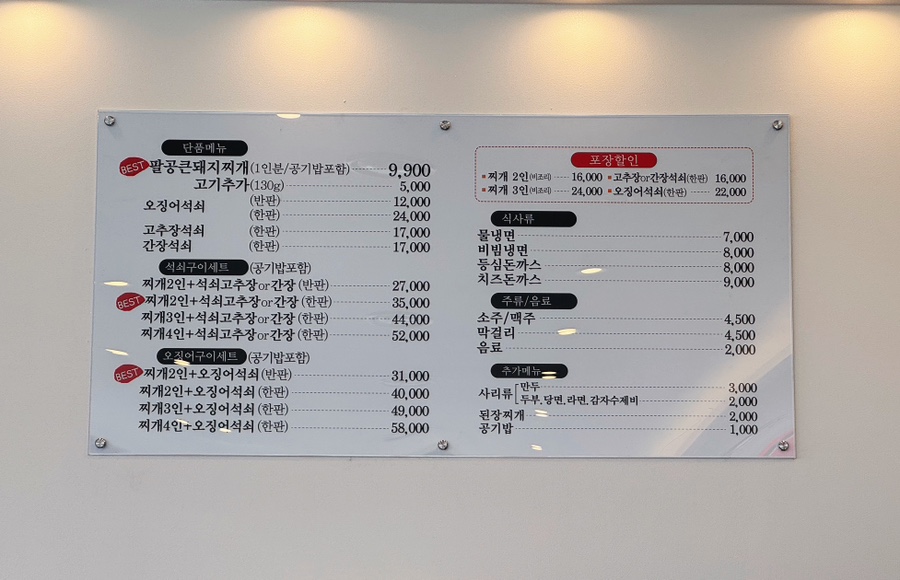 단품메뉴
BEST 팔공큰돼지찌개(1인분/공기밥포함) 9,900
고기추가(130g) 5,000
오징어석쇠 (반판) 12,000
(한판) 24,000
고추장석쇠 (한판) 17,000
간장석쇠 (한판) 17,000
석쇠구이세트 (공기밥포함)
찌개2인+석쇠고추장or간장 (반판) 27,000
BEST 찌개2인+석쇠고추장or간장 (한판) 35,000
찌개3인+석쇠고추장or간장 (한판) 44,000
찌개4인+석쇠고추장or간장 (한판) 52,000
오징어구이세트 (공기밥포함)
BEST 찌개2인+오징어석쇠 (반판) 31,000
찌개2인+오징어석쇠 (한판) 40,000
찌개3인+오징어석쇠 (한판) 49,000
찌개4인+오징어석쇠 (한판) 58,000
포장할인
찌개 2인(비조리) 16,000 고추장or간장석쇠(한판) 16,000
찌개 3인(비조리) 24,000 오징어석쇠(한판) 22,000
식사류
물냉면 7,000
비빔냉면 8,000
등심돈까스 8,000
치즈돈까스 9,000
주류/음료
소주/맥주 4,500
막걸리 4,500
음료 2,000
추가메뉴
사리류 만두 3,000
두부,당면,라면,감자수제비 2,000
된장찌개 2,000
공기밥 1,000